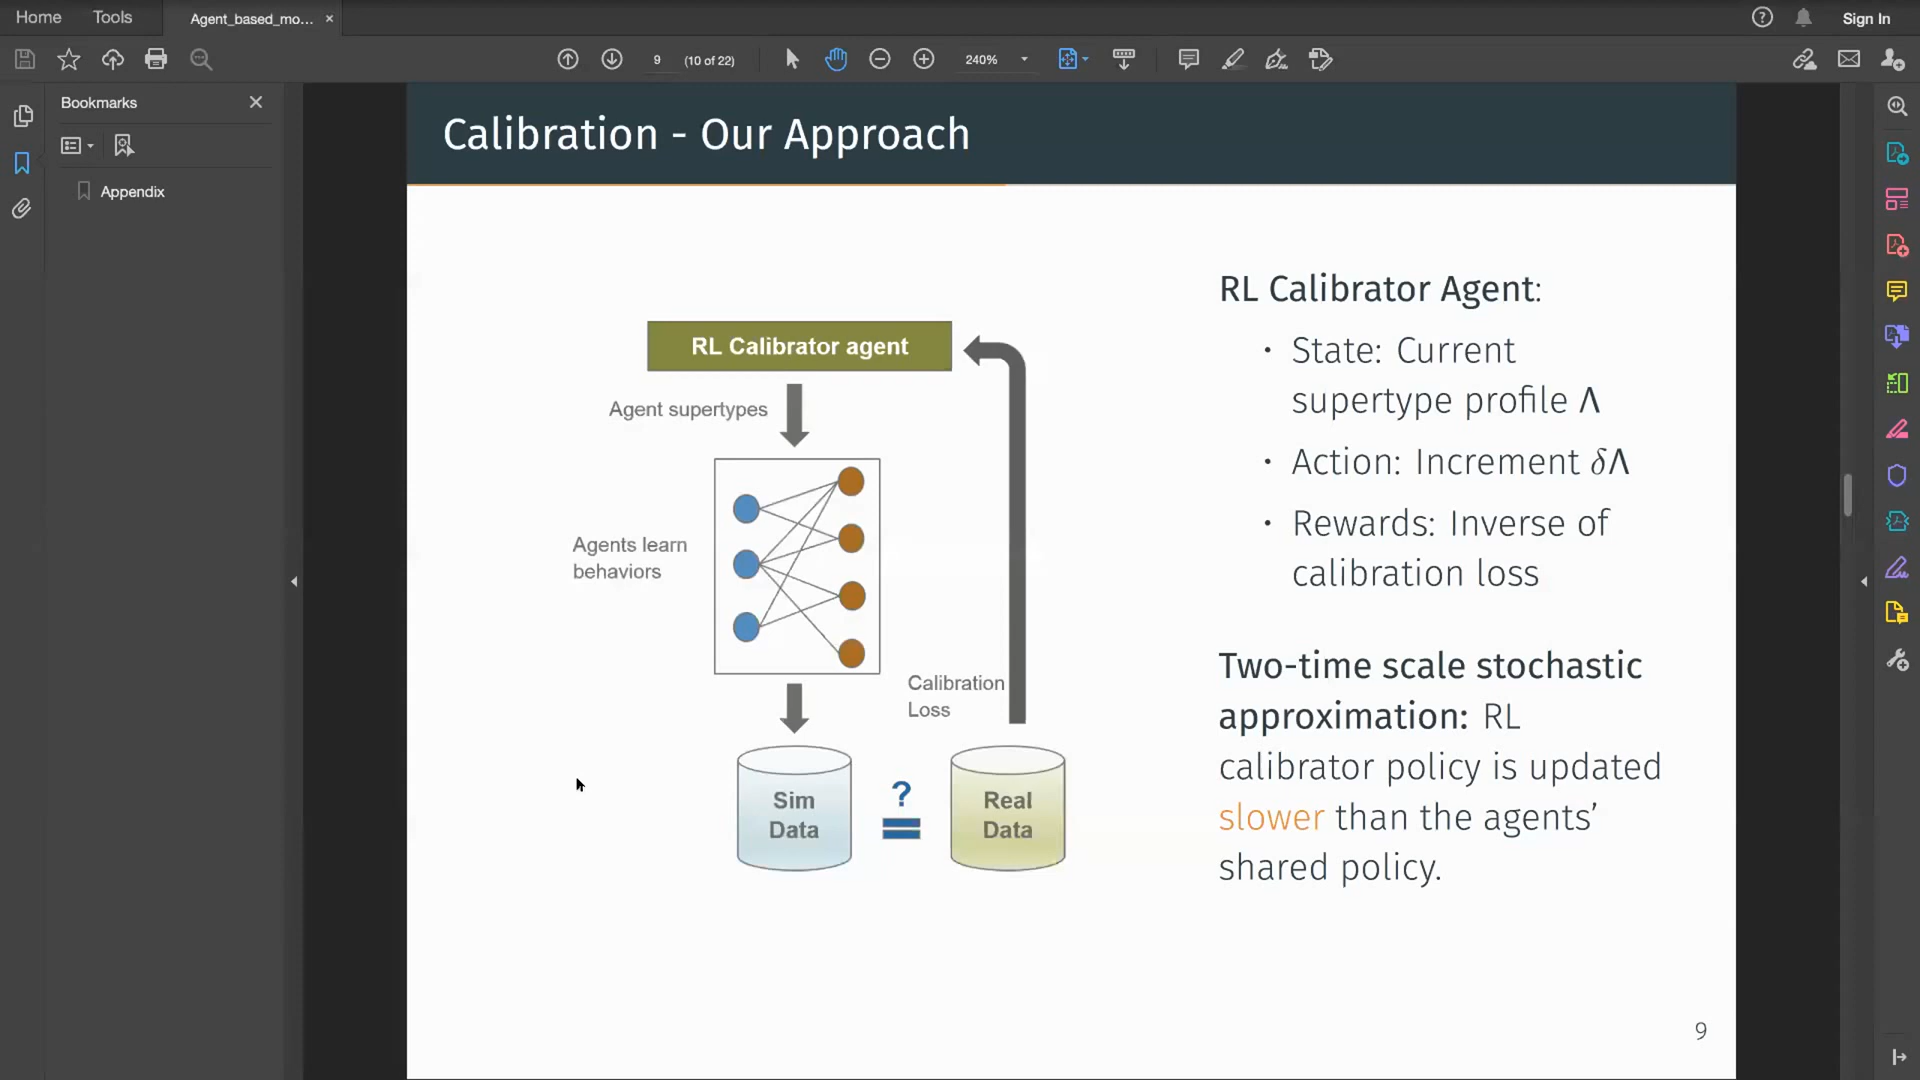 Home
Tools
Agent_based_mo... ×
Sign In
9
(10 of 22)
240%
Bookmarks
Appendix
Calibration - Our Approach
RL Calibrator agent
Agent supertypes
Agents learn
behaviors
Calibration
Loss
Sim
Data
?
Real
Data
RL Calibrator Agent:
· State: Current
supertype profile Λ
· Action: Increment δΛ
· Rewards: Inverse of
calibration loss
Two-time scale stochastic
approximation: RL
calibrator policy is updated
slower than the agents’
shared policy.
9